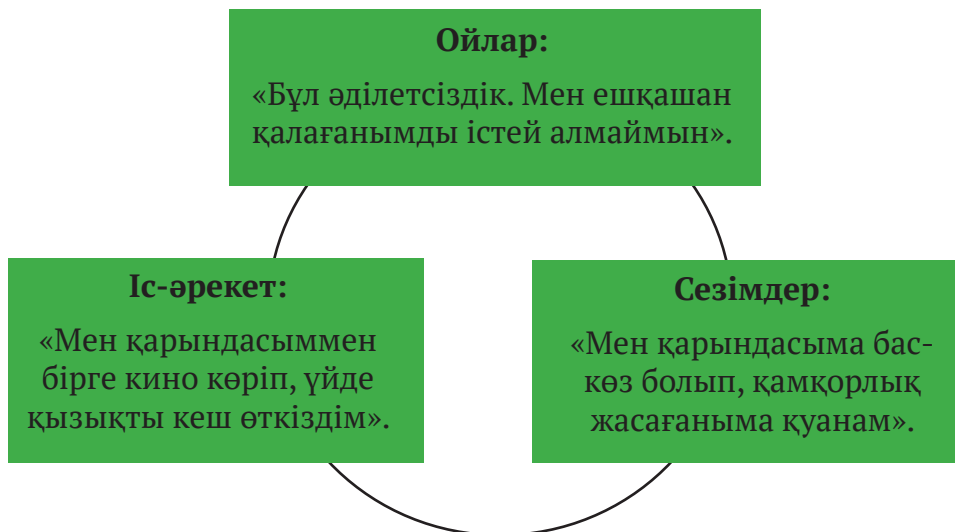 Ойлар:
«Бұл әділетсіздік. Мен ешқашан
қалағанымды істей алмаймын».
Іс-әрекет:
«Мен қарындасыммен
бірге кино көріп, үйде
қызықты кеш өткіздім».
Сезімдер:
«Мен қарындасыма бас-
көз болып, қамқорлық
жасағаныма қуанам».